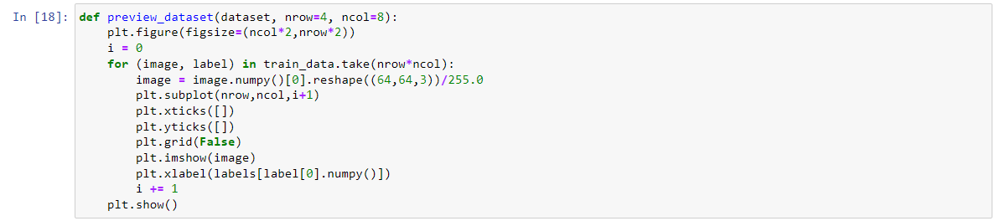 In [18]: def preview_dataset(dataset, nrow=4, ncol=8):
    plt.figure(figsize=(ncol*2,nrow*2))
    i = 0
    for (image, label) in train_data.take(nrow*ncol):
        image = image.numpy()[0].reshape((64,64,3))/255.0
        plt.subplot(nrow,ncol,i+1)
        plt.xticks([])
        plt.yticks([])
        plt.grid(False)
        plt.imshow(image)
        plt.xlabel(labels[label[0].numpy()])
        i += 1
    plt.show()